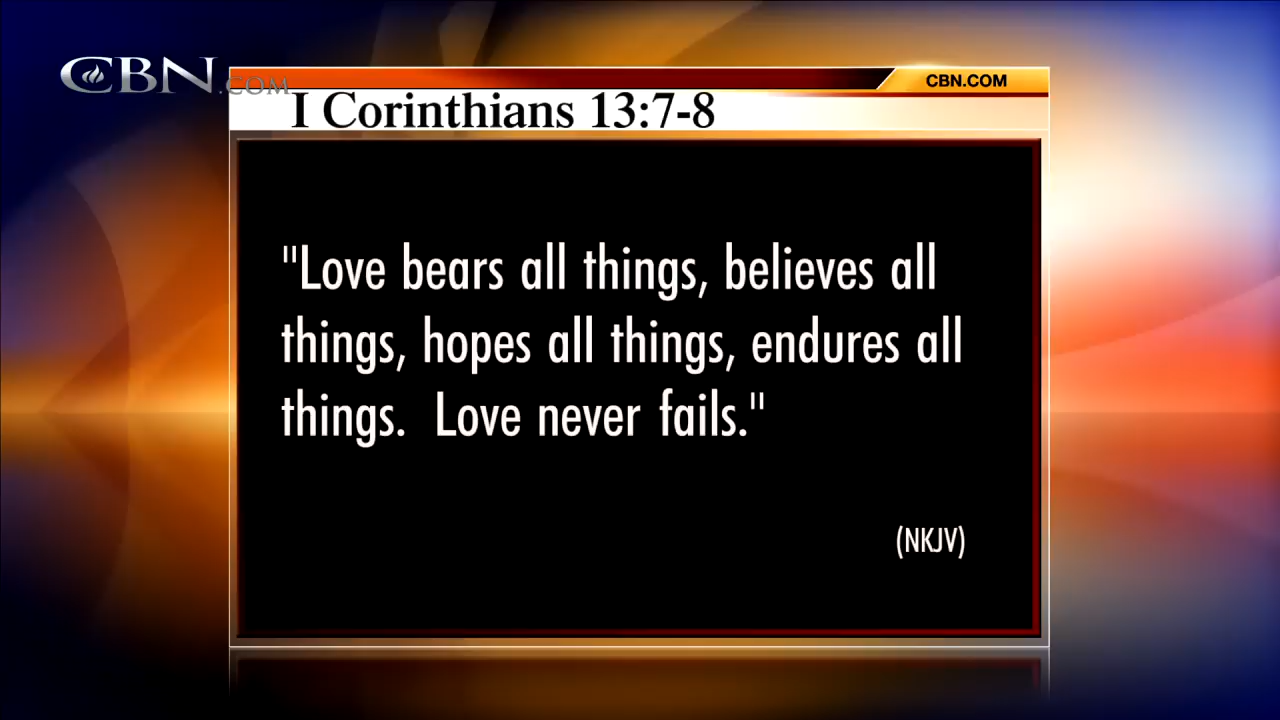 CBN.COM
CBN.COM
I Corinthians 13:7-8
"Love bears all things, believes all
things, hopes all things, endures all
things.  Love never fails."
(NKJV)